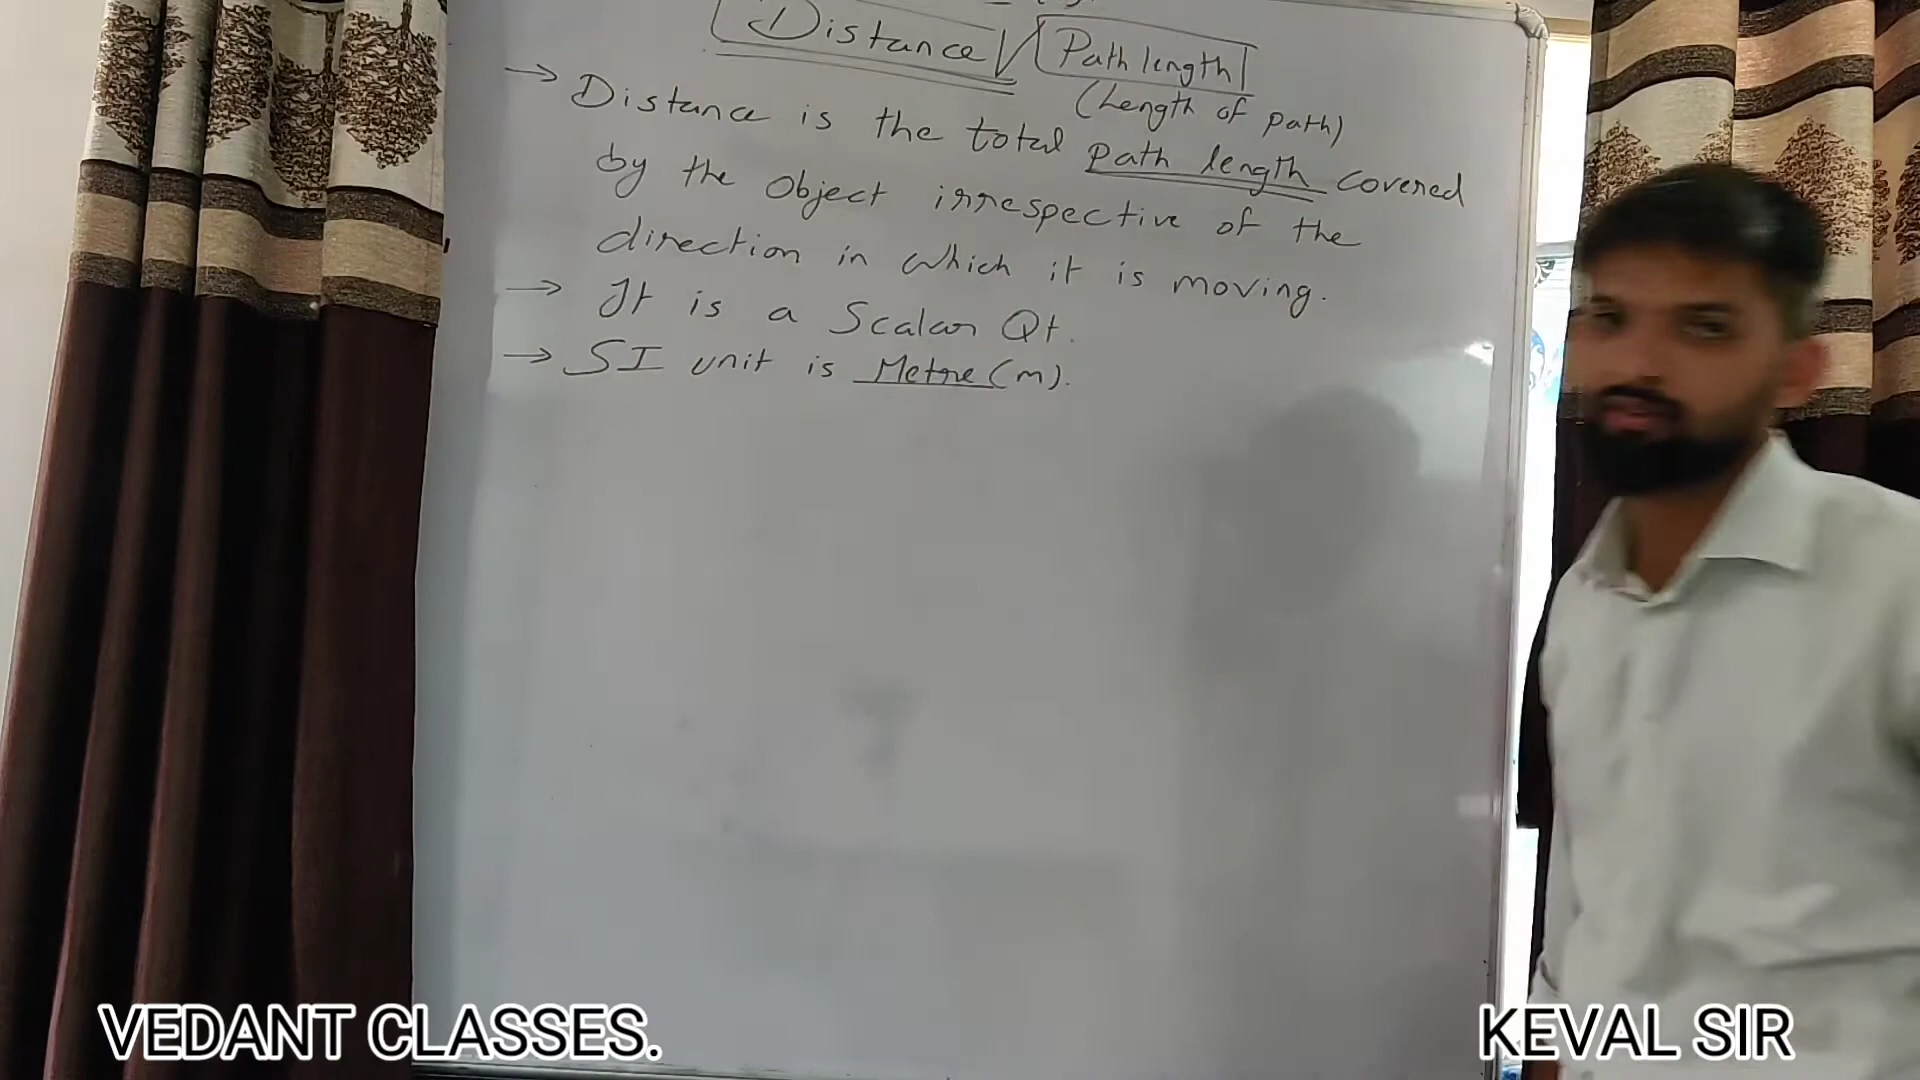 Distance / Path length
(Length of path)
→ Distance is the total path length covered
by the object irrespective of the
direction in which it is moving.
→ It is a Scalar Qt.
→ SI unit is Metre (m).
VEDANT CLASSES.
KEVAL SIR